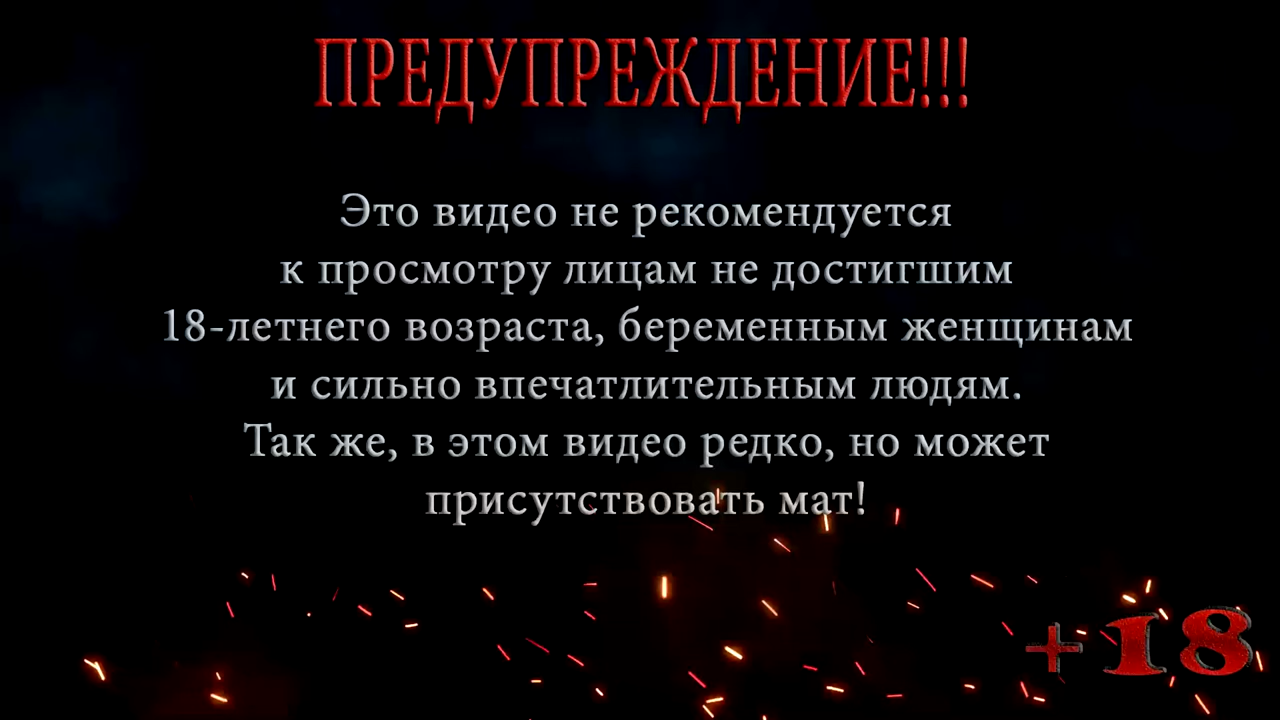 ПРЕДУПРЕЖДЕНИЕ!!!
Это видео не рекомендуется
к просмотру лицам не достигшим
18-летнего возраста, беременным женщинам
и сильно впечатлительным людям.
Так же, в этом видео редко, но может
присутствовать мат!
+18